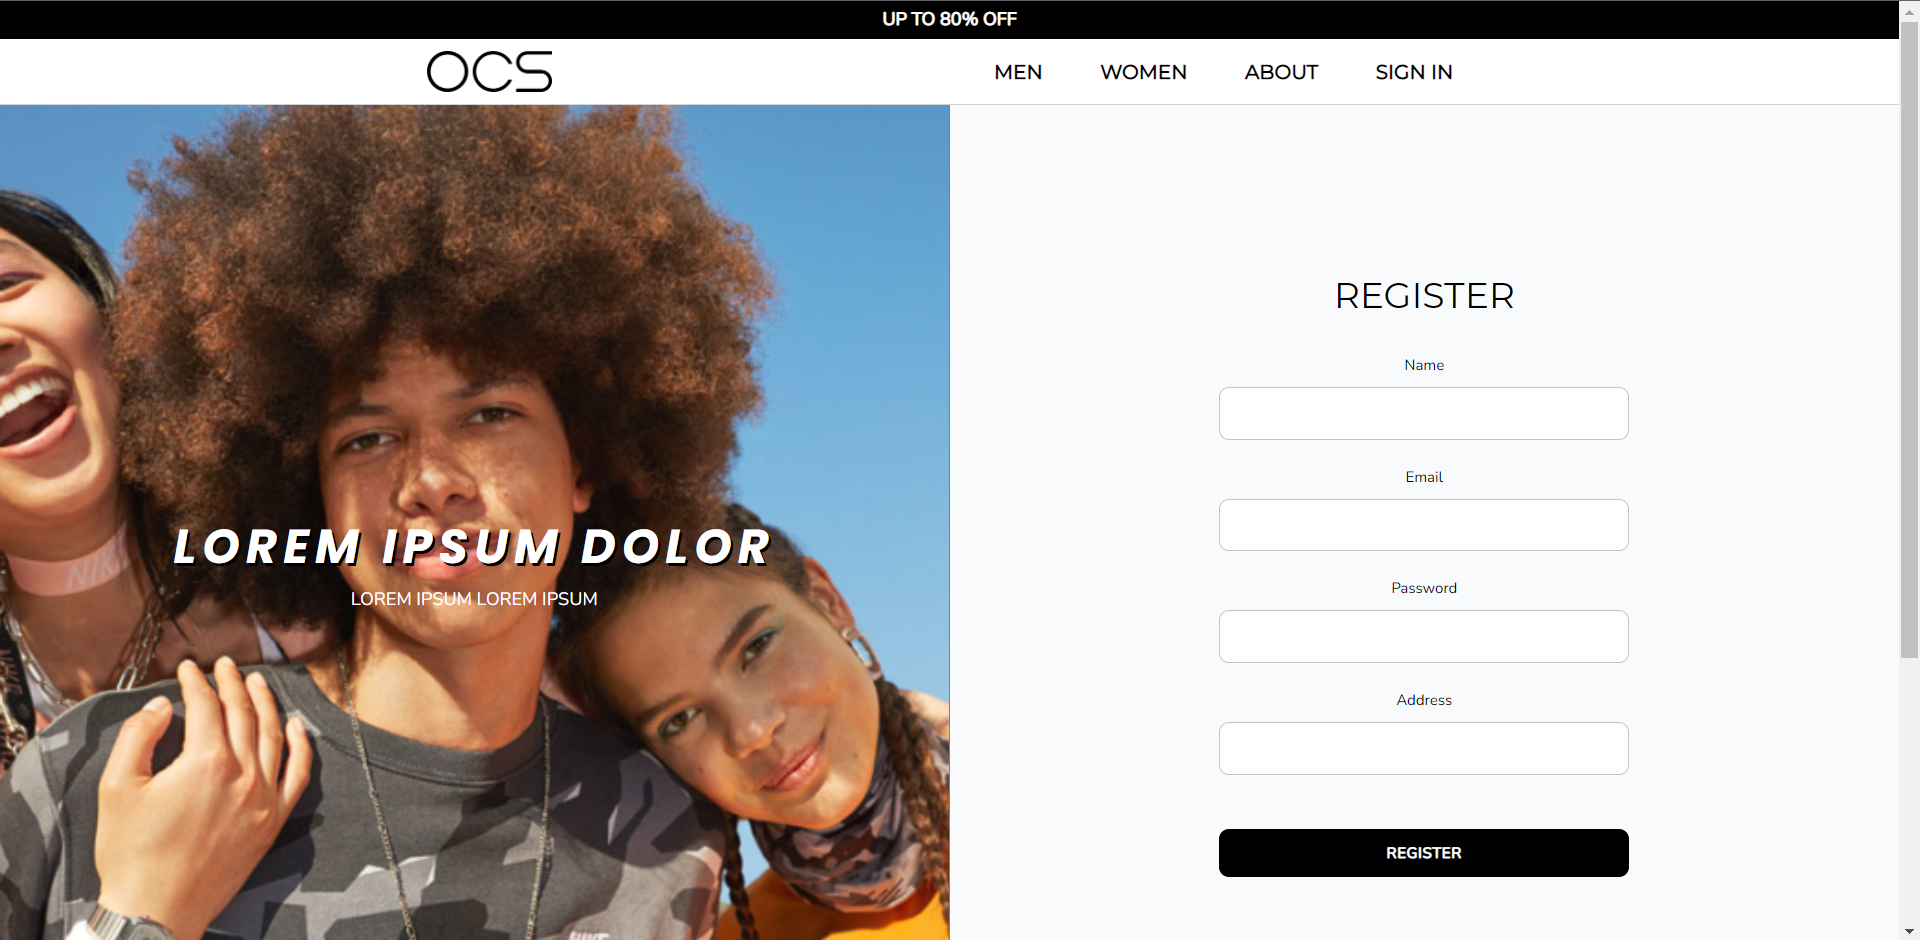 UP TO 80% OFF
OCS
MEN
WOMEN
ABOUT
SIGN IN
LOREM IPSUM DOLOR
LOREM IPSUM LOREM IPSUM
REGISTER
Name
Email
Password
Address
REGISTER